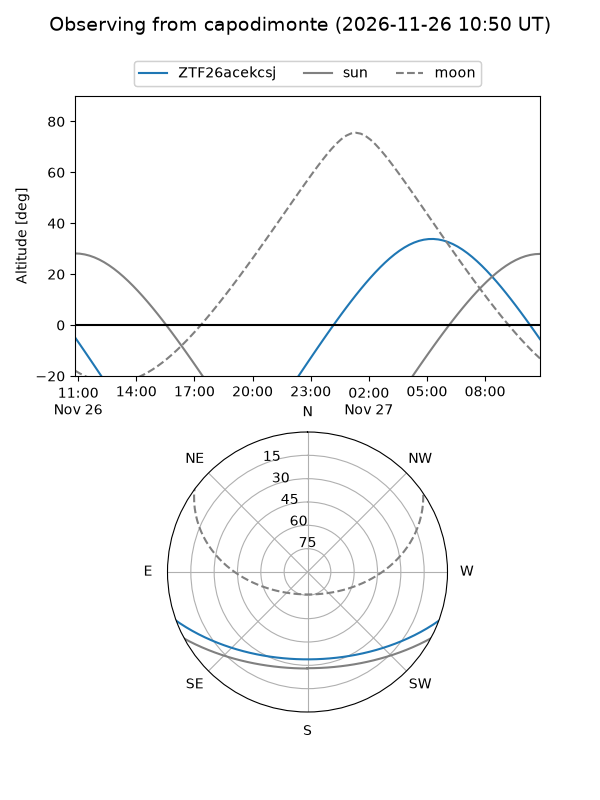 Observing from capodimonte (2026-11-26 10:50 UT)
ZTF26acekcsj sun moon
Altitude [deg]
80
60
40
20
0
−20
11:00 14:00 17:00 20:00 23:00 02:00 05:00 08:00
Nov 26 Nov 27
N
NE NW
15
30
45
60
75
E W
SE SW
S